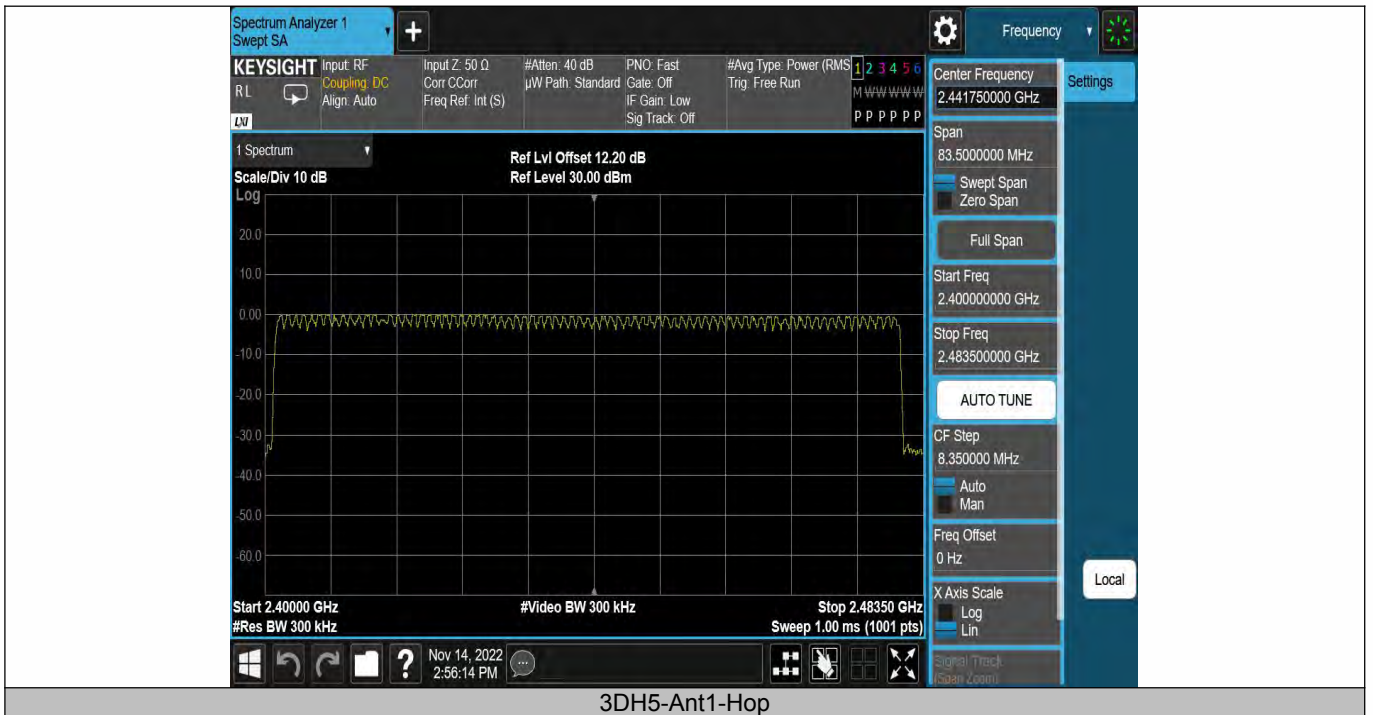 Spectrum Analyzer 1
Swept SA
+
Frequency
KEYSIGHT
RL
LXI
Input: RF
Coupling: DC
Align: Auto
Input Z: 50 Ω
Corr CCorr
Freq Ref: Int (S)
#Atten: 40 dB
µW Path: Standard
PNO: Fast
Gate: Off
IF Gain: Low
Sig Track: Off
#Avg Type: Power (RMS
Trig: Free Run
1 2 3 4 5 6
M W W W W W
P P P P P P
Center Frequency
2.441750000 GHz
Settings
Span
83.5000000 MHz
Swept Span
Zero Span
Full Span
Start Freq
2.400000000 GHz
Stop Freq
2.483500000 GHz
AUTO TUNE
CF Step
8.350000 MHz
Auto
Man
Freq Offset
0 Hz
X Axis Scale
Log
Lin
Signal Track
(Span Zoom)
Local
1 Spectrum
Scale/Div 10 dB
Log
Ref Lvl Offset 12.20 dB
Ref Level 30.00 dBm
20.0
10.0
0.00
-10.0
-20.0
-30.0
-40.0
-50.0
-60.0
Start 2.40000 GHz
#Res BW 300 kHz
#Video BW 300 kHz
Stop 2.48350 GHz
Sweep 1.00 ms (1001 pts)
?
Nov 14, 2022
2:56:14 PM
3DH5-Ant1-Hop